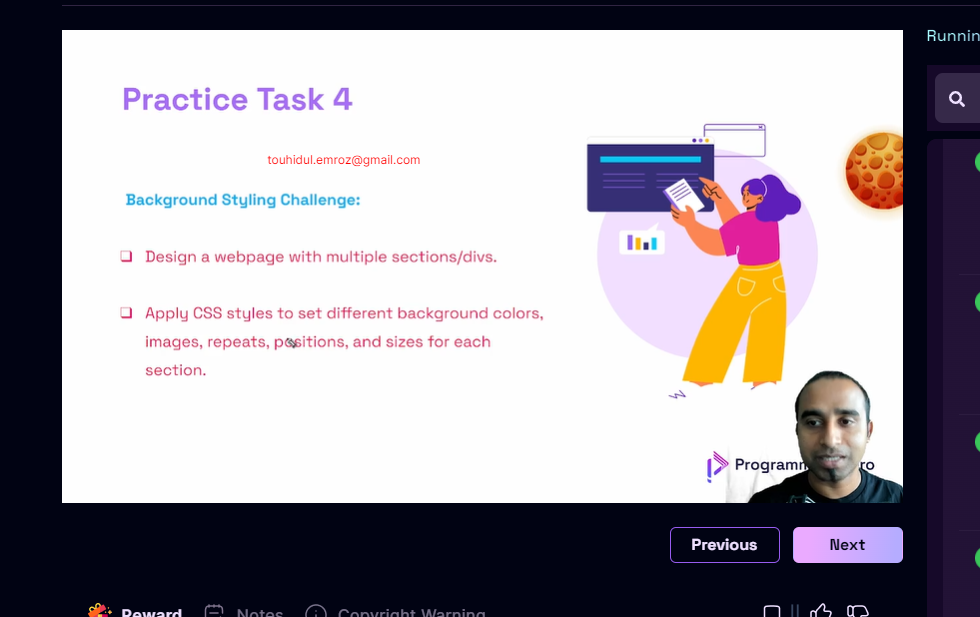 Runnin
Practice Task 4
touhidul.emroz@gmail.com
Background Styling Challenge:
❑ Design a webpage with multiple sections/divs.
❑ Apply CSS styles to set different background colors,
images, repeats, positions, and sizes for each
section.
Programm ro
Previous
Next
Reward
Notes
Copyright Warning